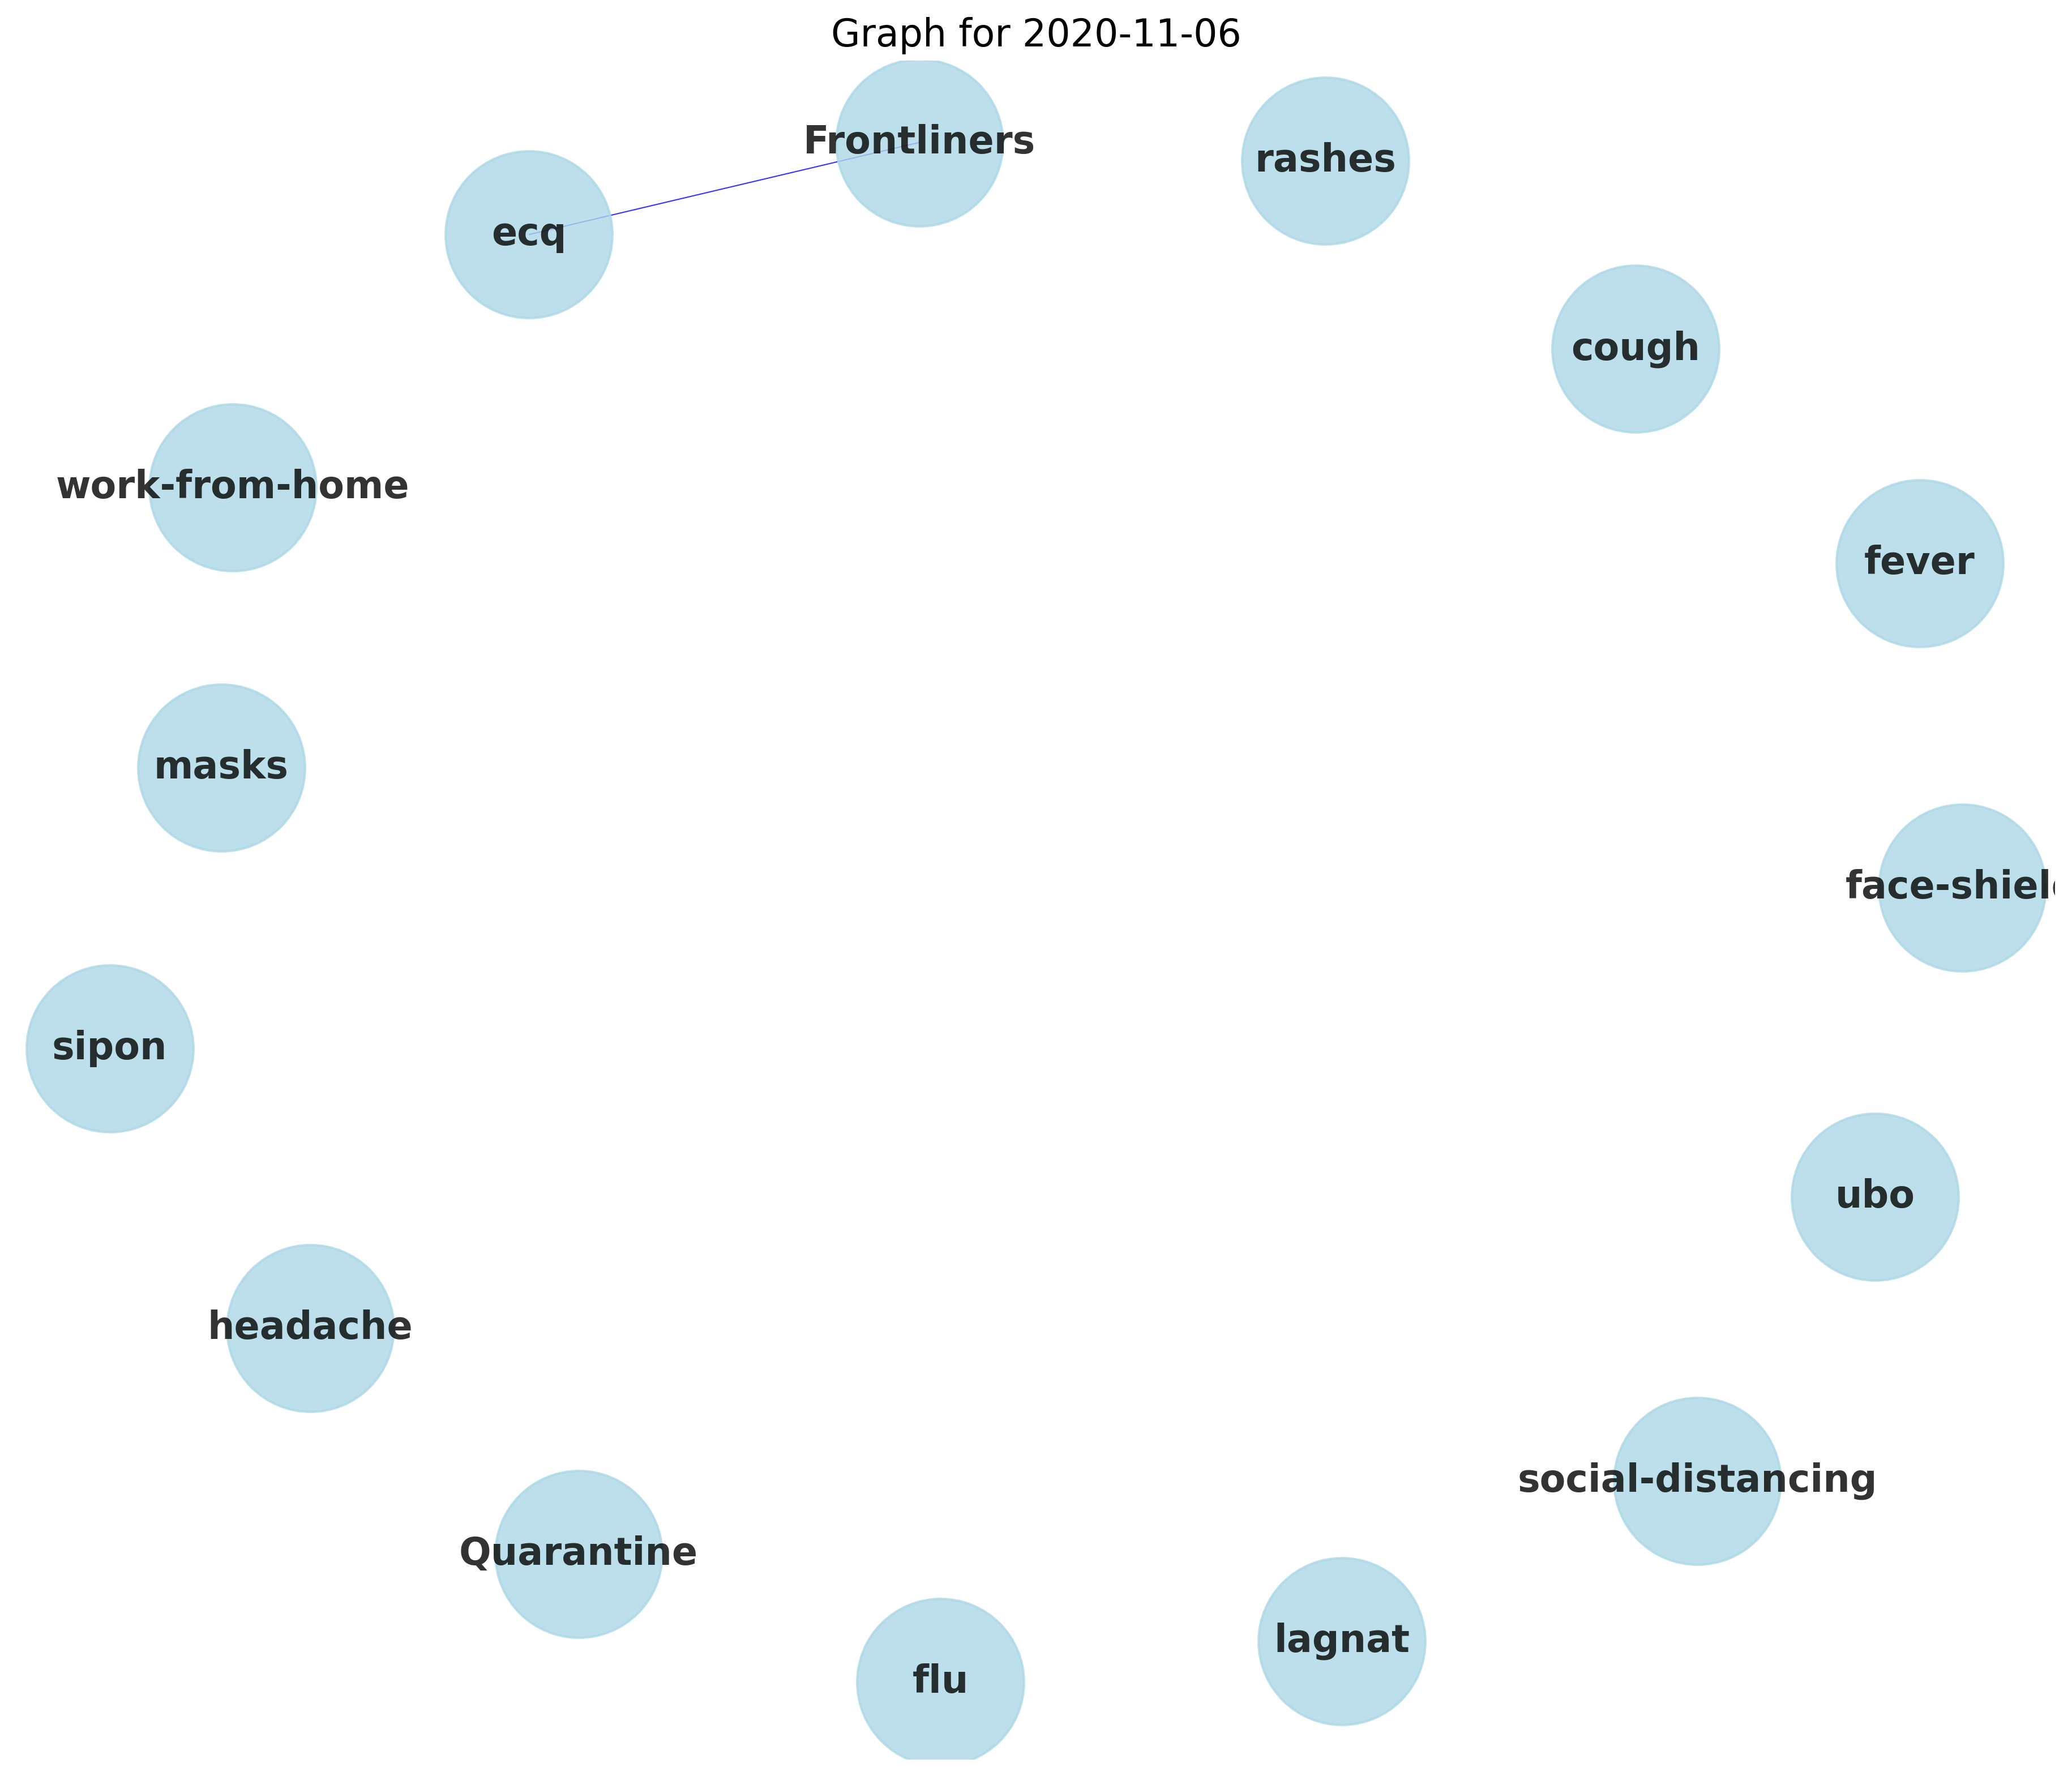 Graph for 2020-11-06
Frontliners
rashes
ecq
cough
work-from-home
fever
masks
face-shiel
sipon
ubo
headache
social-distancing
Quarantine
lagnat
flu